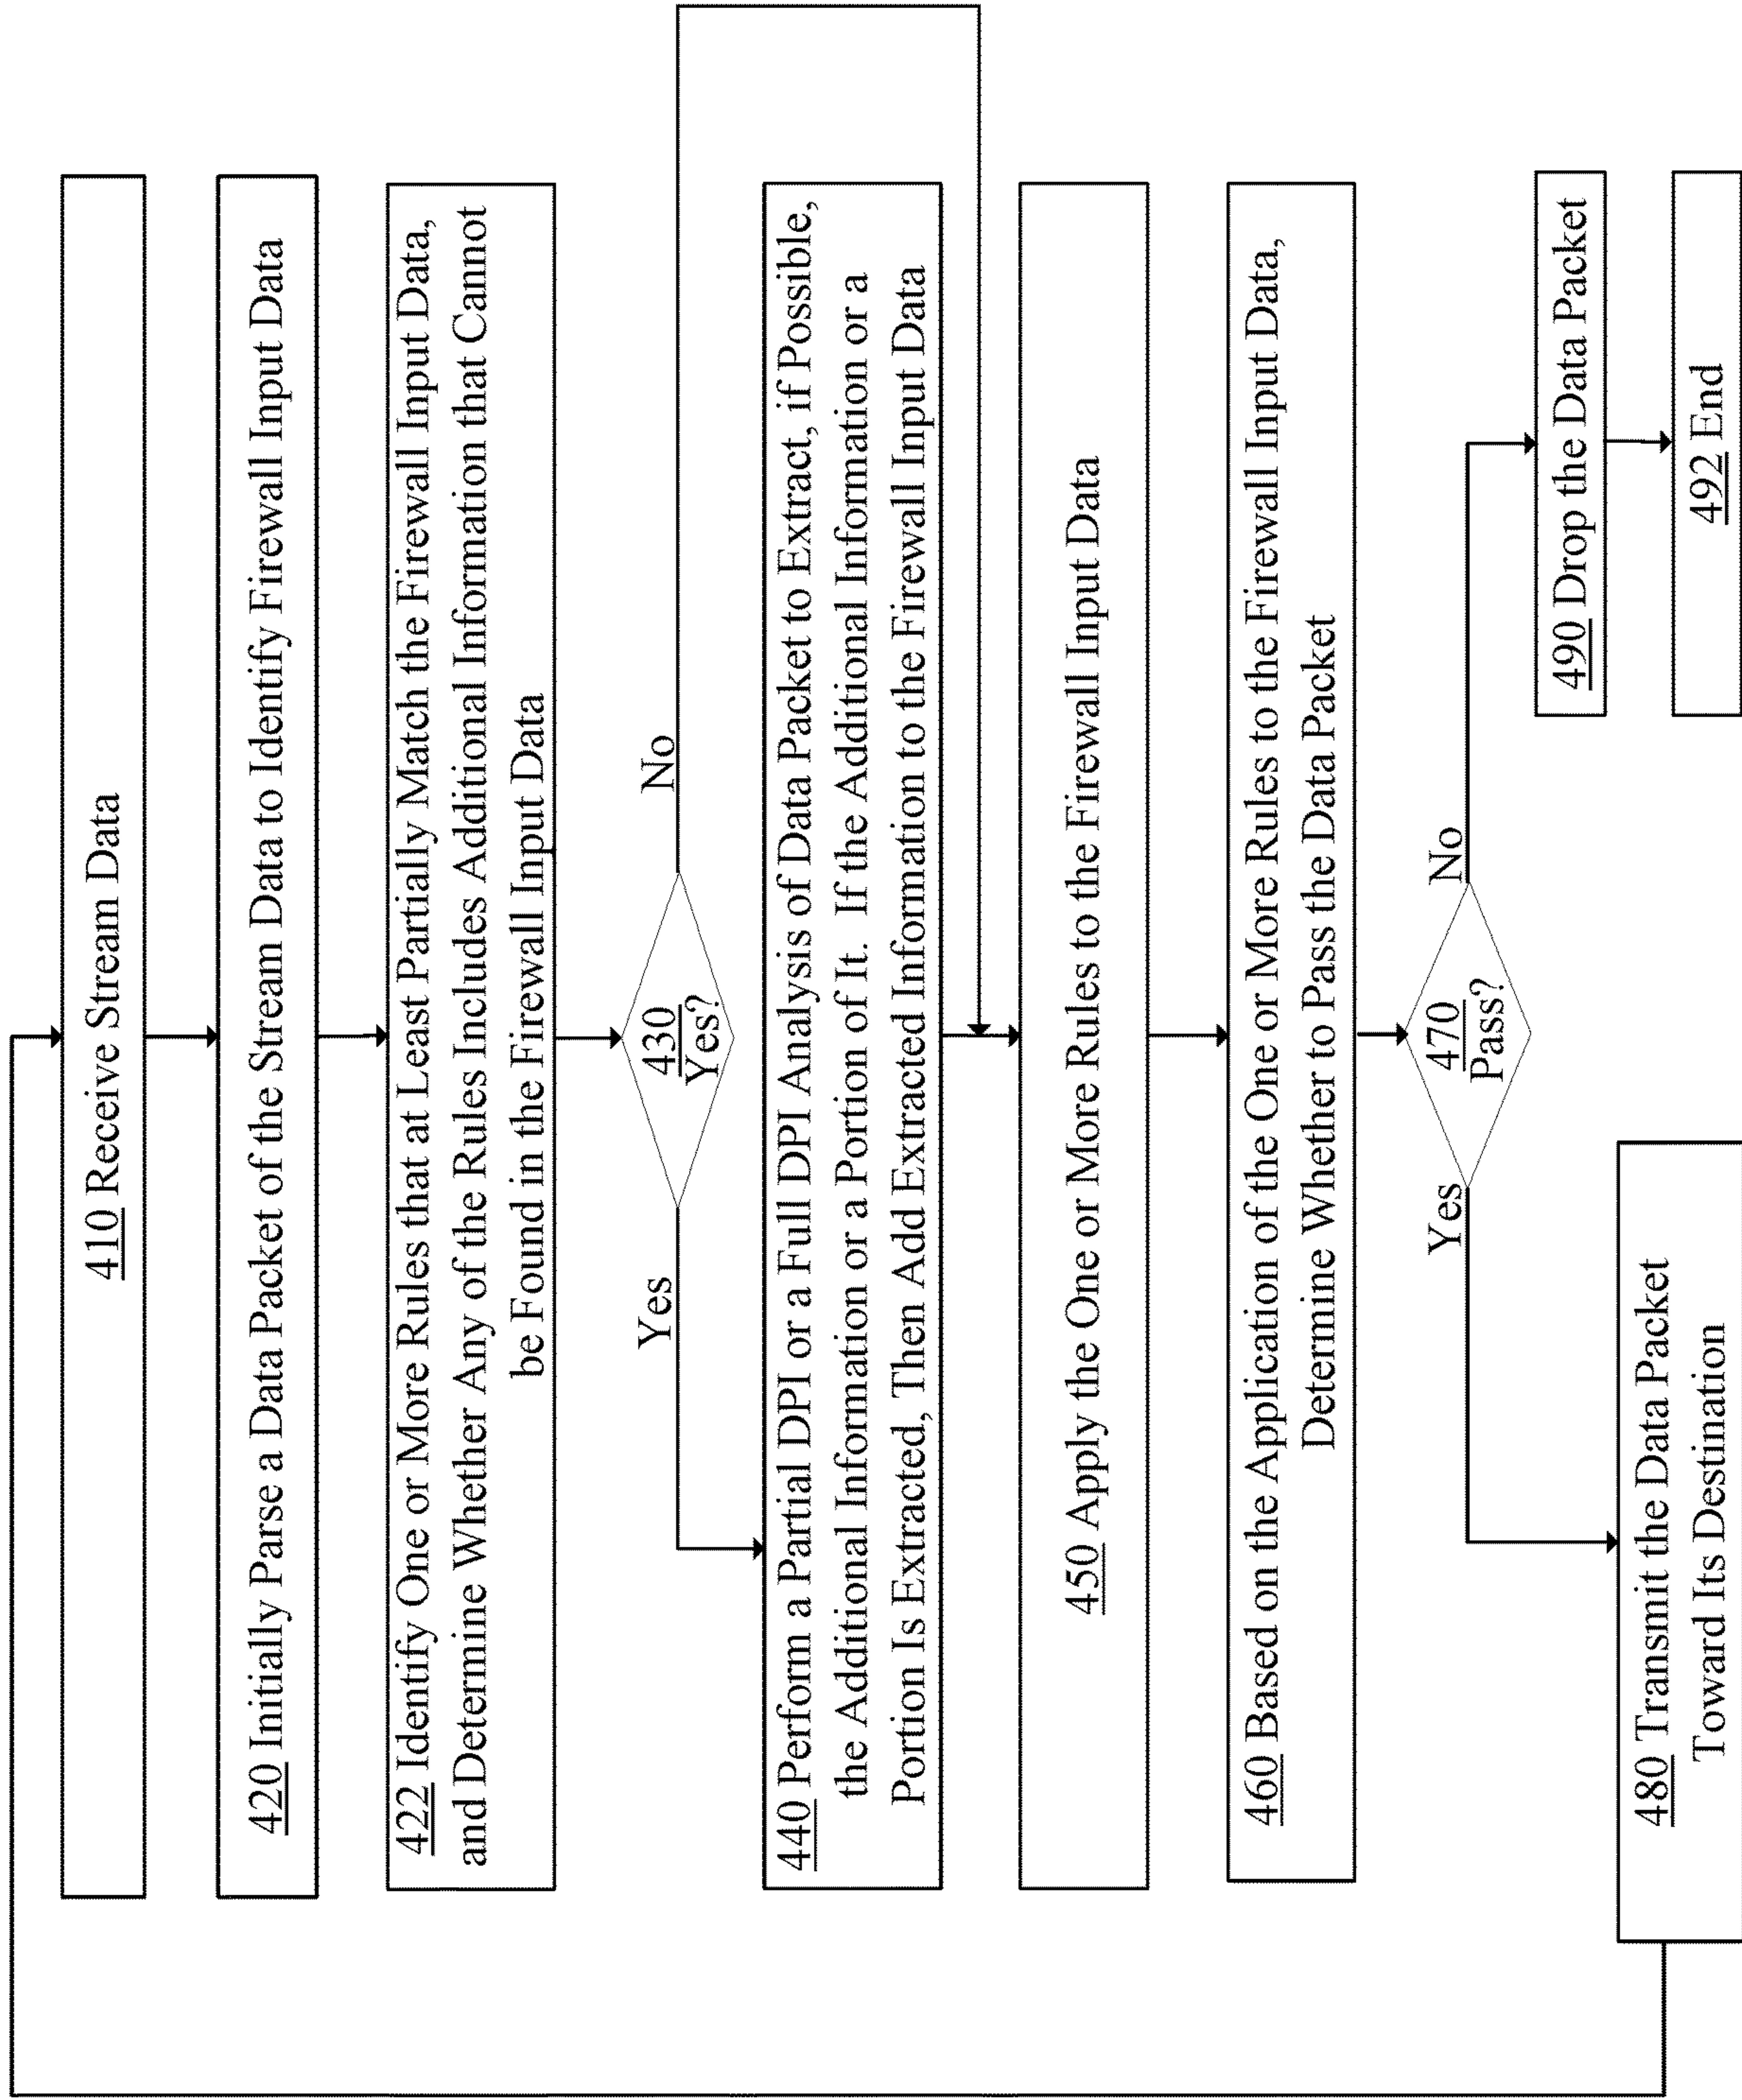 410 Receive Stream Data
420 Initially Parse a Data Packet of the Stream Data to Identify Firewall Input Data
422 Identify One or More Rules that at Least Partially Match the Firewall Input Data,
and Determine Whether Any of the Rules Includes Additional Information that Cannot
be Found in the Firewall Input Data
430
Yes?
Yes
No
440 Perform a Partial DPI or a Full DPI Analysis of Data Packet to Extract, if Possible,
the Additional Information or a Portion of It. If the Additional Information or a
Portion Is Extracted, Then Add Extracted Information to the Firewall Input Data
450 Apply the One or More Rules to the Firewall Input Data
460 Based on the Application of the One or More Rules to the Firewall Input Data,
Determine Whether to Pass the Data Packet
470
Pass?
Yes
No
480 Transmit the Data Packet
Toward Its Destination
490 Drop the Data Packet
492 End